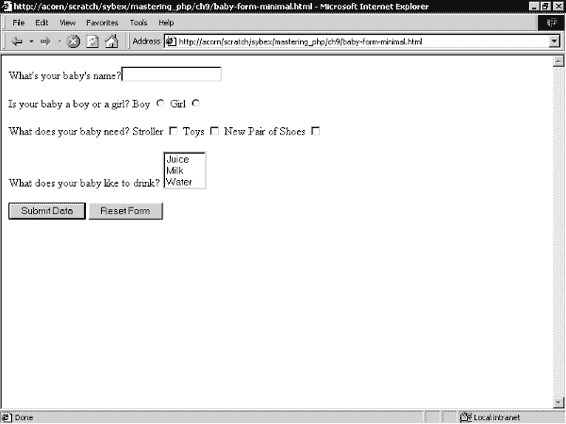 http://acorn/scratch/sybex/mastering_php/ch9/baby-form-minimal.html - Microsoft Internet Explorer
File Edit View Favorites Tools Help
Address http://acorn/scratch/sybex/mastering_php/ch9/baby-form-minimal.html
What's your baby's name?
Is your baby a boy or a girl? Boy Girl
What does your baby need? Stroller Toys New Pair of Shoes
Juice
Milk
What does your baby like to drink? Water
Submit Data Reset Form
Done Local intranet